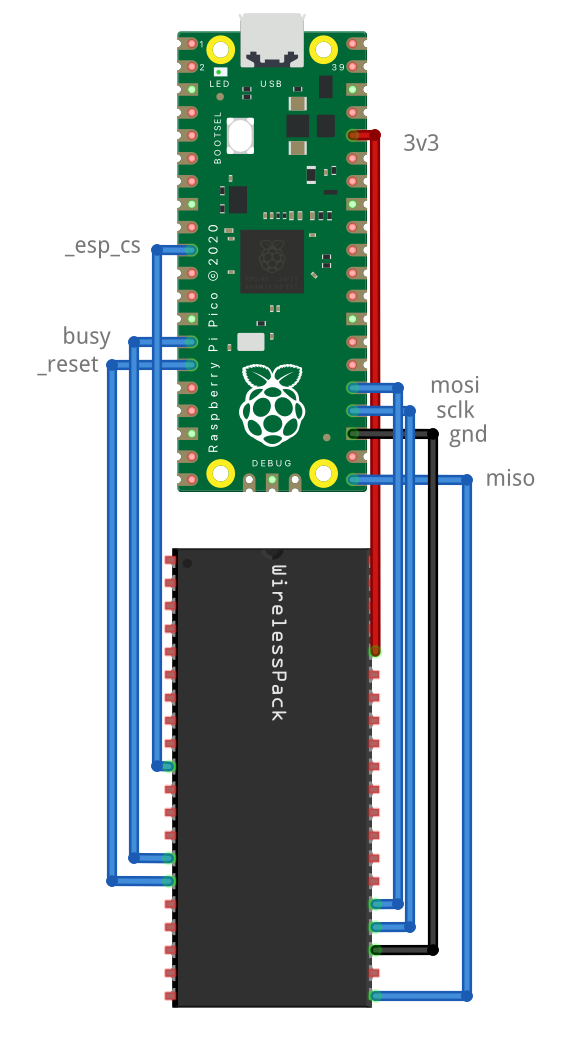 1
2
39
LED
USB
BOOTSEL
3v3
_esp_cs
Raspberry Pi Pico ©2020
busy
_reset
mosi
sclk
gnd
DEBUG
miso
WirelessPack